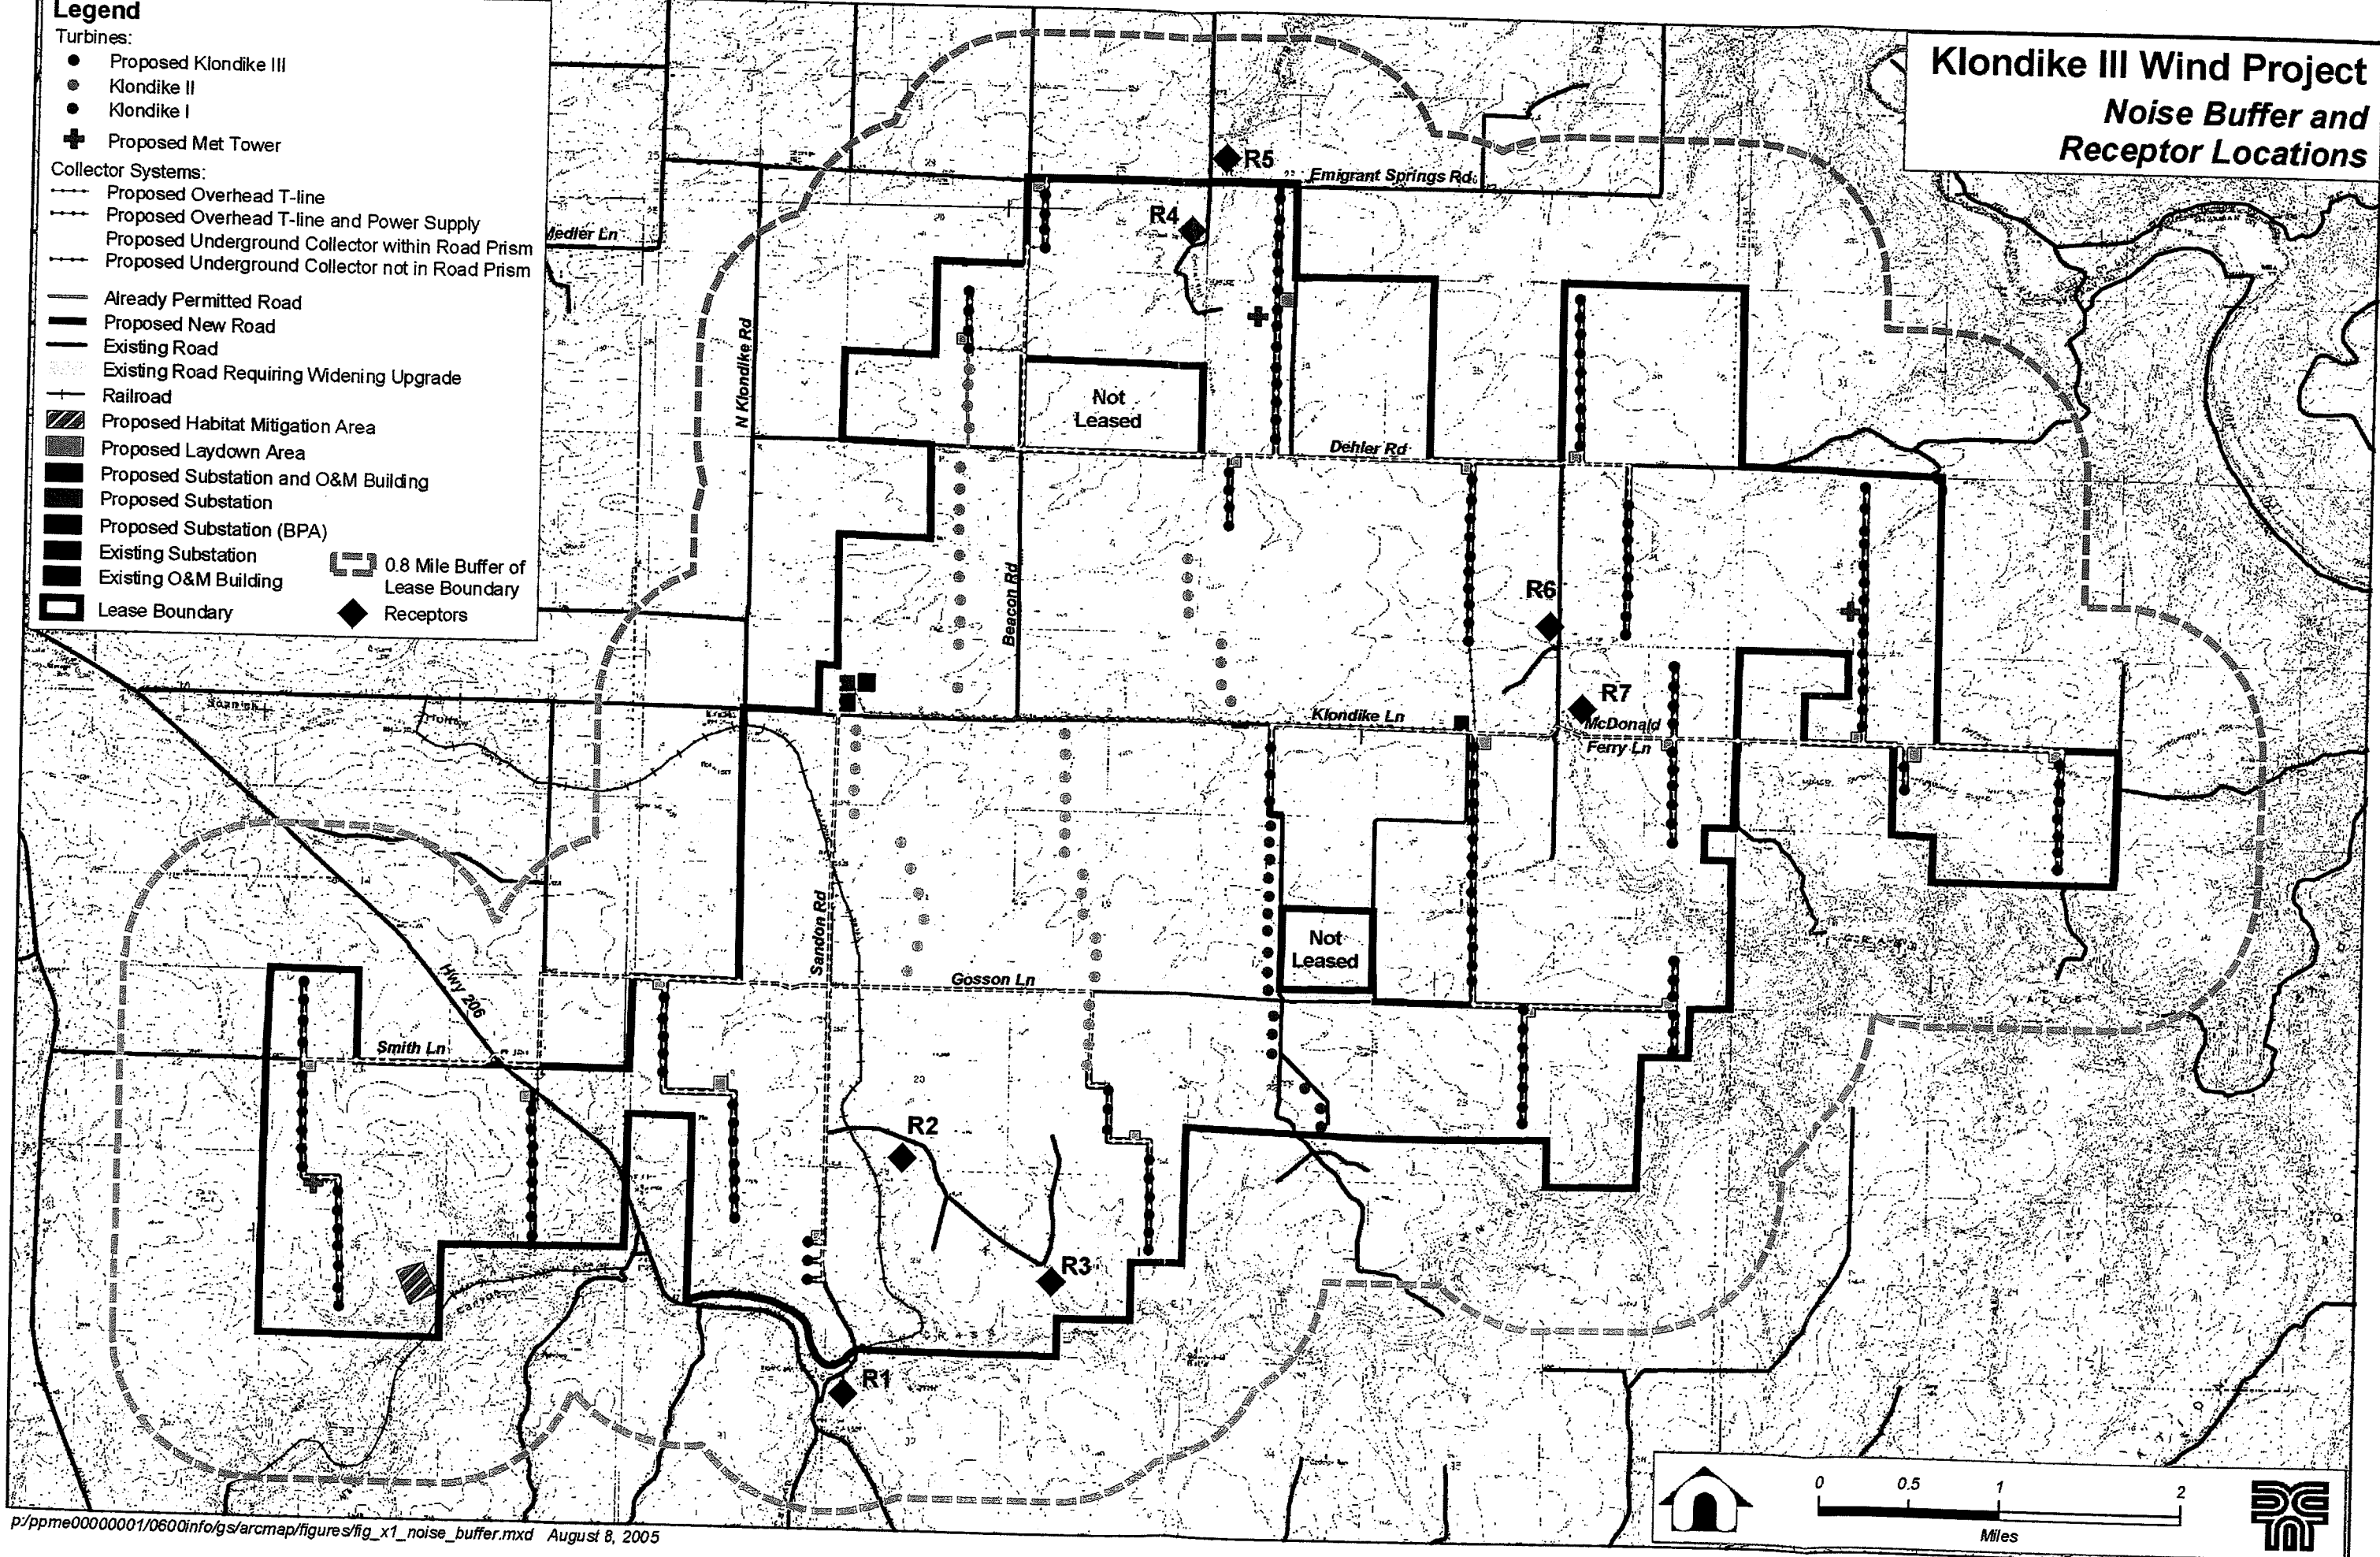 Legend
Turbines:
Proposed Klondike III
Klondike II
Klondike I
Proposed Met Tower
Collector Systems:
Proposed Overhead T-line
Proposed Overhead T-line and Power Supply
Proposed Underground Collector within Road Prism
Proposed Underground Collector not in Road Prism
Already Permitted Road
Proposed New Road
Existing Road
Existing Road Requiring Widening Upgrade
Railroad
Proposed Habitat Mitigation Area
Proposed Laydown Area
Proposed Substation and O&M Building
Proposed Substation
Proposed Substation (BPA)
Existing Substation
Existing O&M Building
Lease Boundary
0.8 Mile Buffer of
Lease Boundary
Receptors
Klondike III Wind Project
Noise Buffer and
Receptor Locations
R5
Emigrant Springs Rd
R4
Medler Ln
N Klondike Rd
Not
Leased
Dehler Rd
Beacon Rd
R6
R7
Klondike Ln
McDonald
Ferry Ln
Sandon Rd
Not
Leased
Gosson Ln
Hwy 206
Smith Ln
R2
R3
R1
0 0.5 1 2
Miles
p:/ppme00000001/0600info/gs/arcmap/figures/fig_x1_noise_buffer.mxd August 8, 2005